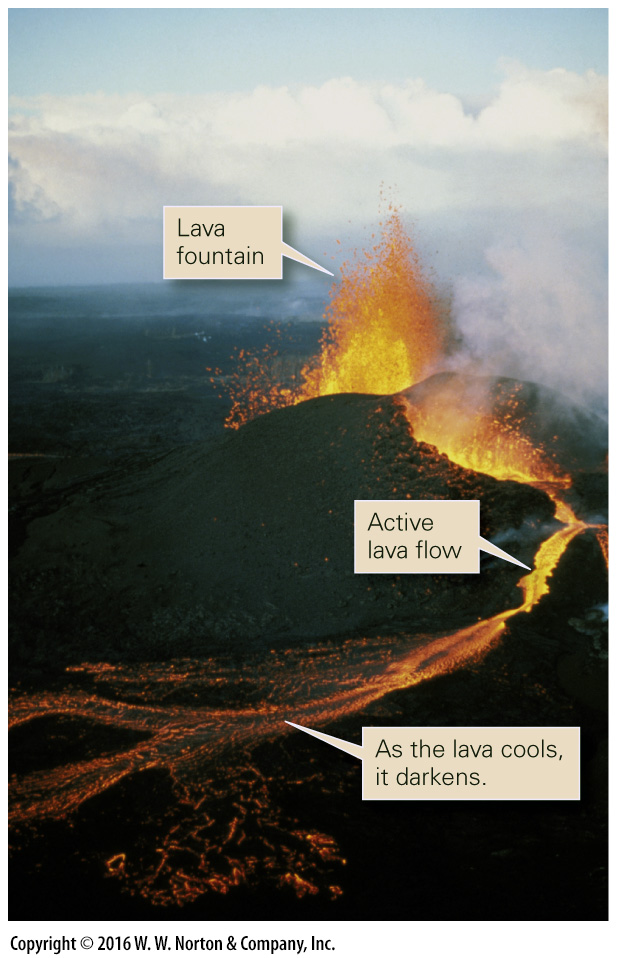 Lava
fountain
Active
lava flow
As the lava cools,
it darkens.
Copyright © 2016 W. W. Norton & Company, Inc.